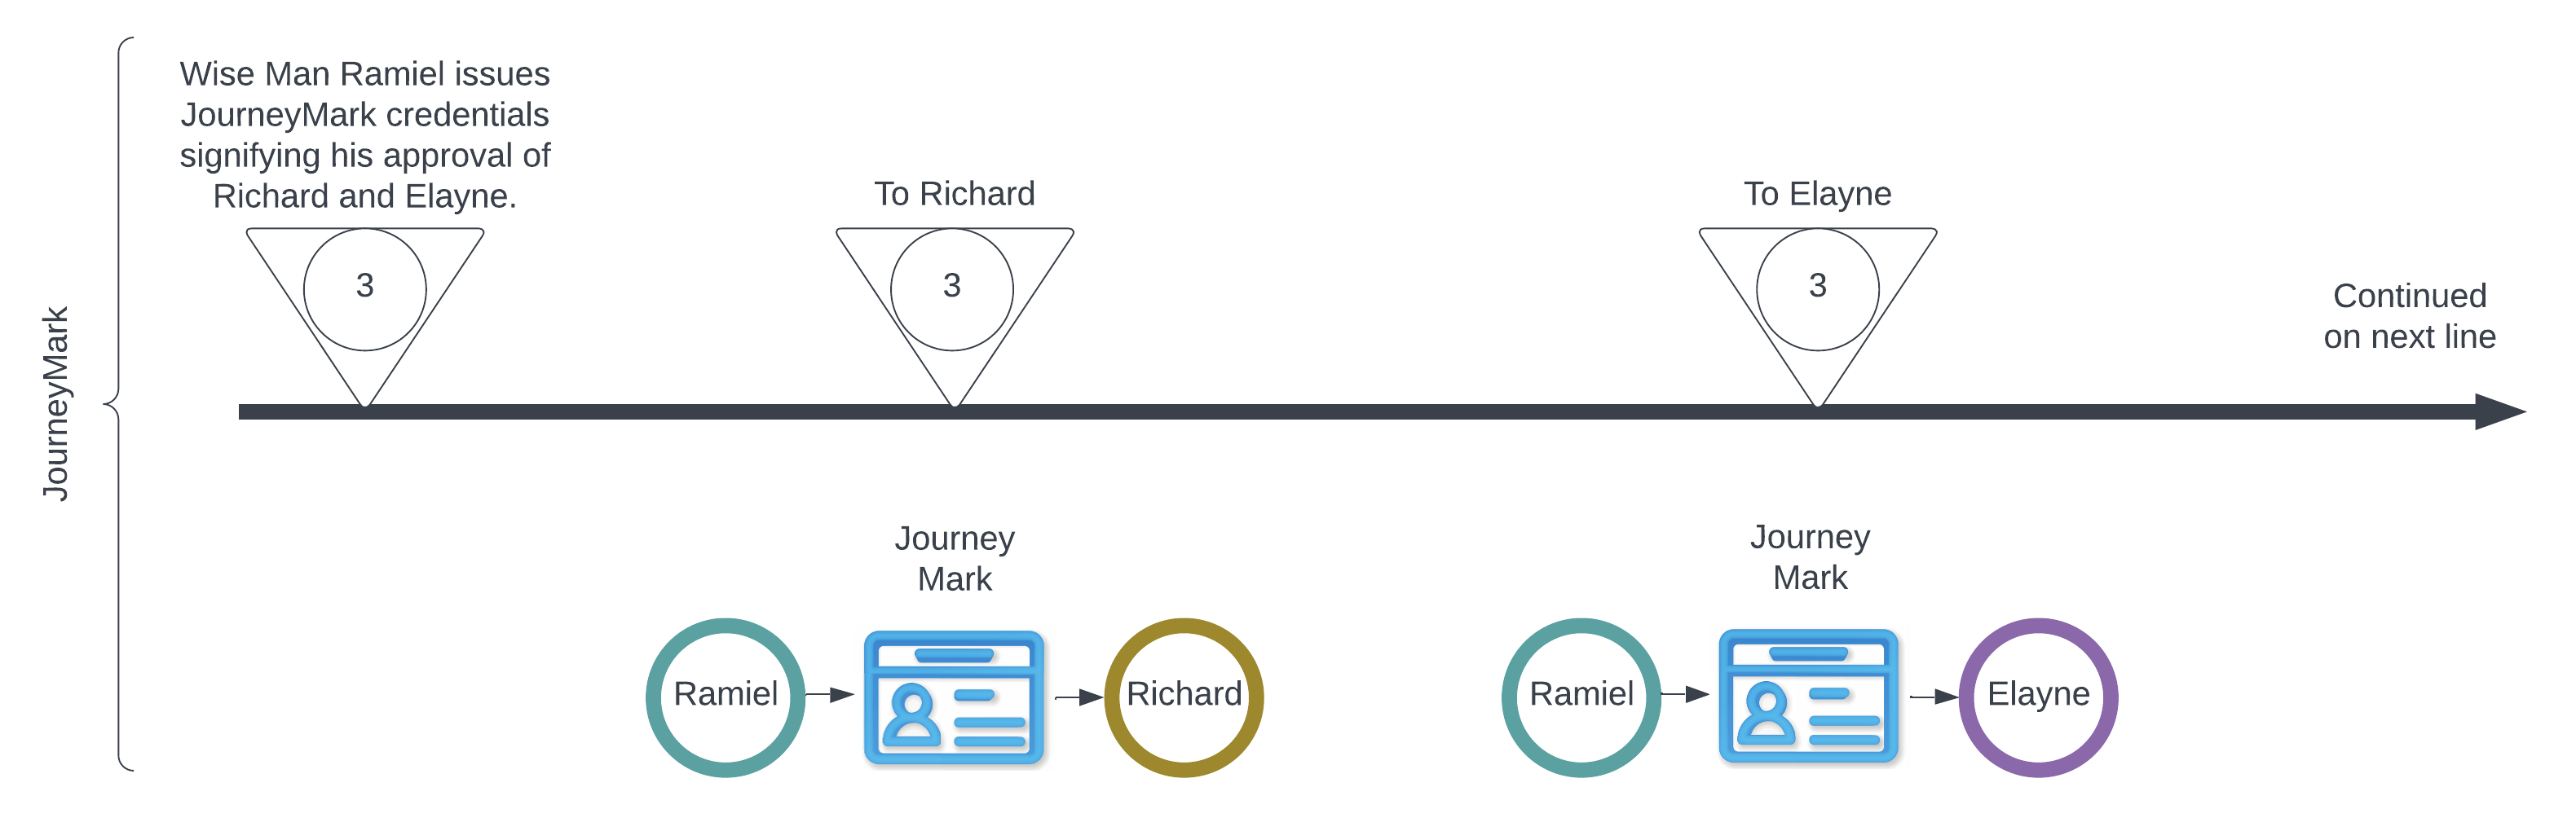 Wise Man Ramiel issues
JourneyMark credentials
signifying his approval of
Richard and Elayne.
To Richard
To Elayne
3
3
3
Continued
on next line
JourneyMark
Journey
Mark
Journey
Mark
Ramiel
Richard
Ramiel
Elayne